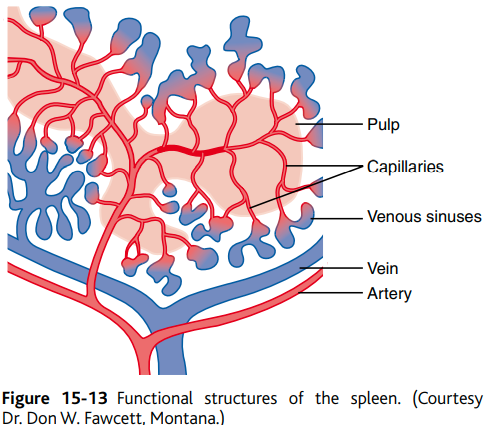 Pulp
Capillaries
Venous sinuses
Vein
Artery
Figure 15-13 Functional structures of the spleen. (Courtesy
Dr. Don W. Fawcett, Montana.)